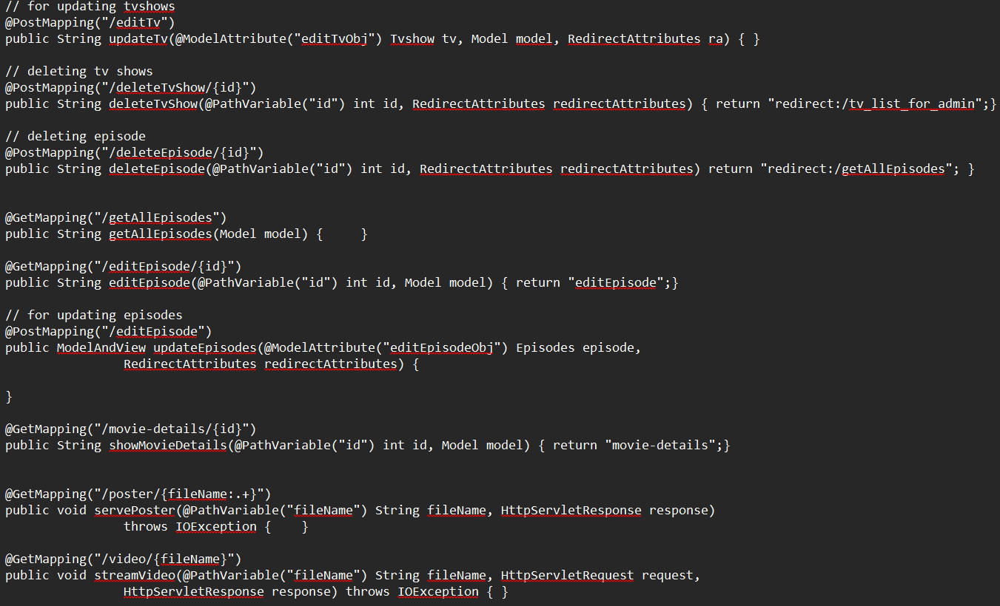 // for updating tvshows
@PostMapping("/editTv")
public String updateTv(@ModelAttribute("editTvObj") Tvshow tv, Model model, RedirectAttributes ra) { }
// deleting tv shows
@PostMapping("/deleteTvShow/{id}")
public String deleteTvShow(@PathVariable("id") int id, RedirectAttributes redirectAttributes) { return "redirect:/tv_list_for_admin";}
// deleting episode
@PostMapping("/deleteEpisode/{id}")
public String deleteEpisode(@PathVariable("id") int id, RedirectAttributes redirectAttributes) return "redirect:/getAllEpisodes"; }
@GetMapping("/getAllEpisodes")
public String getAllEpisodes(Model model) {     }
@GetMapping("/editEpisode/{id}")
public String editEpisode(@PathVariable("id") int id, Model model) { return "editEpisode";}
// for updating episodes
@PostMapping("/editEpisode")
public ModelAndView updateEpisodes(@ModelAttribute("editEpisodeObj") Episodes episode,
                RedirectAttributes redirectAttributes) {
}
@GetMapping("/movie-details/{id}")
public String showMovieDetails(@PathVariable("id") int id, Model model) { return "movie-details";}
@GetMapping("/poster/{fileName:.+}")
public void servePoster(@PathVariable("fileName") String fileName, HttpServletResponse response)
                throws IOException {    }
@GetMapping("/video/{fileName}")
public void streamVideo(@PathVariable("fileName") String fileName, HttpServletRequest request,
                HttpServletResponse response) throws IOException { }